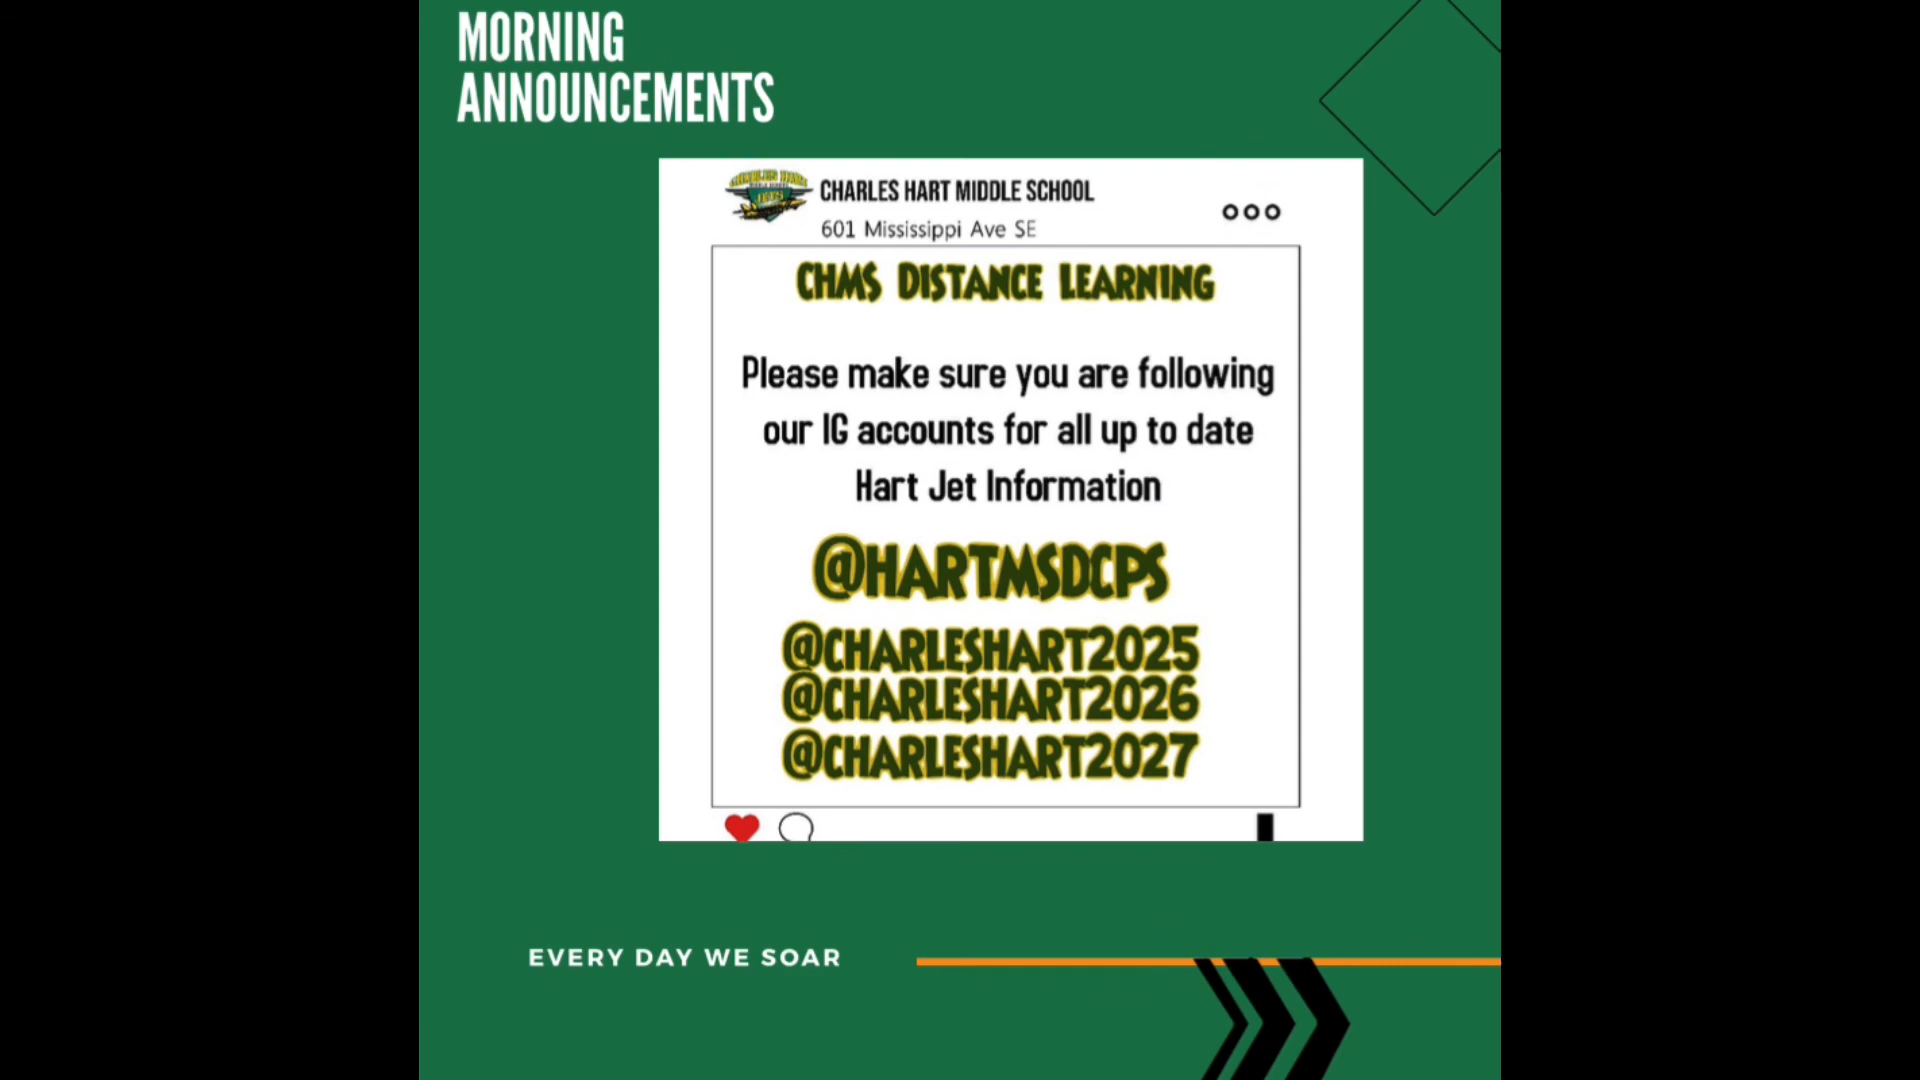 MORNING
ANNOUNCEMENTS
CHARLES HART MIDDLE SCHOOL
601 Mississippi Ave SE
CHMS DISTANCE LEARNING
Please make sure you are following
our IG accounts for all up to date
Hart Jet Information
@HARTMSDCPS
@CHARLESHART2025
@CHARLESHART2026
@CHARLESHART2027
EVERY DAY WE SOAR